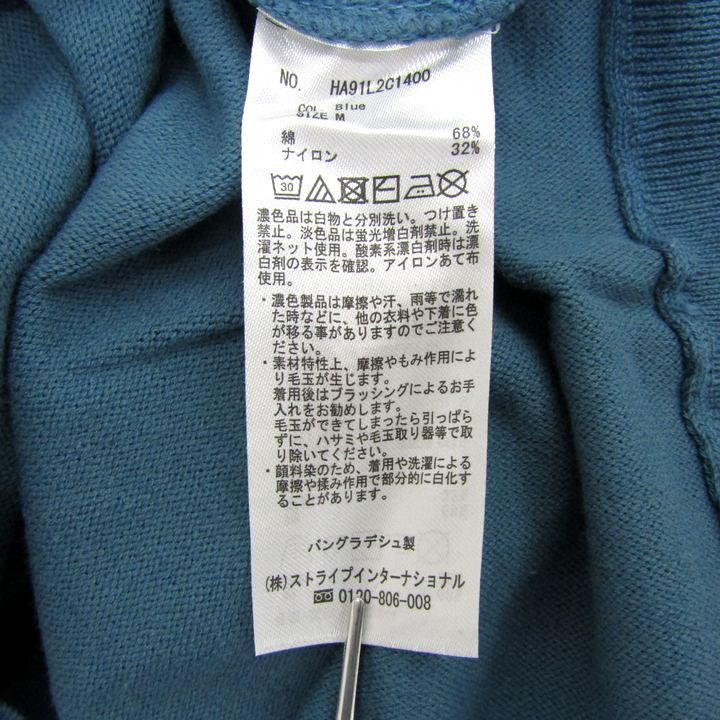 NO. HA91L2C1400
COL Blue
SIZE M
綿 68%
ナイロン 32%
30
濃色品は白物と分別洗い。つけ置き
禁止。淡色品は蛍光増白剤禁止。洗
濯ネット使用。酸素系漂白剤時は漂
白剤の表示を確認。アイロンあて布
使用。
・濃色製品は摩擦や汗、雨等で濡れ
た時などに、他の衣料や下着に色
が移る事がありますのでご注意く
ださい。
・素材特性上、摩擦やもみ作用によ
り毛玉が生じます。
着用後はブラッシングによるお手
入れをお勧めします。
毛玉ができてしまったら引っぱら
ずに、ハサミや毛玉取り器等で取
り除いてください。
・顔料染のため、着用や洗濯による
摩擦や揉み作用で部分的に白化す
ることがあります。
バングラデシュ製
(株)ストライプインターナショナル
0120-806-008